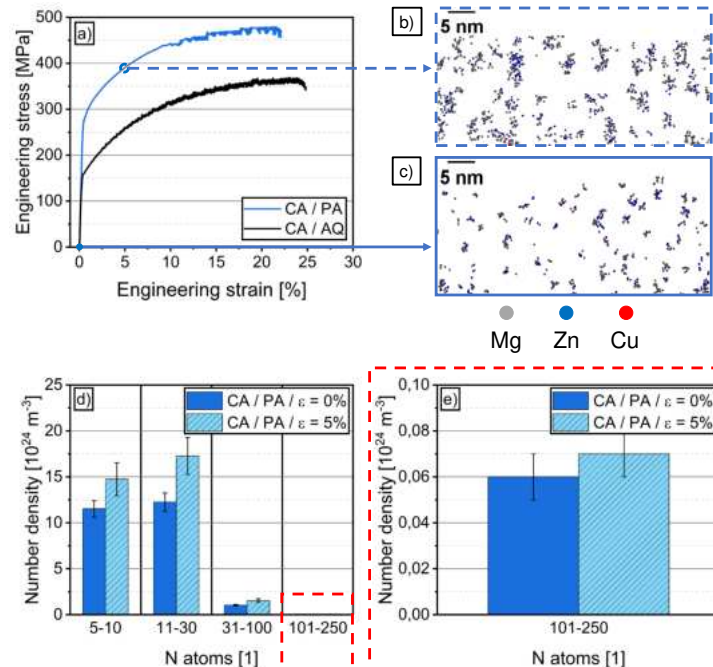 a)
Engineering stress [MPa]
500
400
300
200
100
0
CA / PA
CA / AQ
0 5 10 15 20 25 30
Engineering strain [%]
b)
5 nm
c)
5 nm
Mg Zn Cu
d)
Number density [10²⁴ m⁻³]
25
20
15
10
5
0
CA / PA / ε = 0%
CA / PA / ε = 5%
5-10 11-30 31-100 101-250
N atoms [1]
e)
Number density [10²⁴ m⁻³]
0,10
0,08
0,06
0,04
0,02
0,00
CA / PA / ε = 0%
CA / PA / ε = 5%
101-250
N atoms [1]